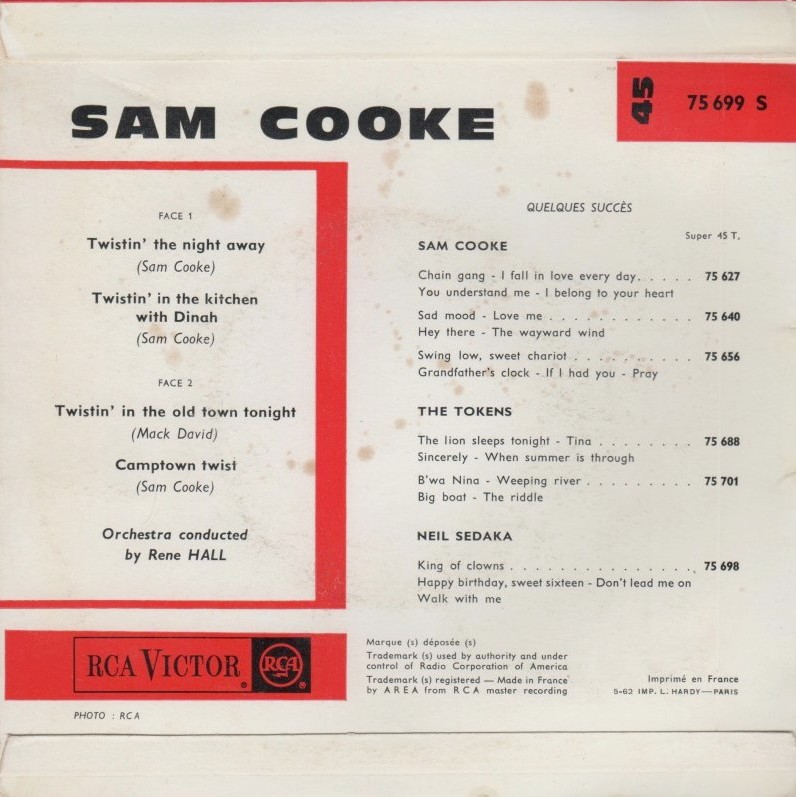 SAM COOKE
45 75 699 S
FACE 1
Twistin' the night away
(Sam Cooke)
Twistin' in the kitchen
with Dinah
(Sam Cooke)
FACE 2
Twistin' in the old town tonight
(Mack David)
Camptown twist
(Sam Cooke)
Orchestra conducted
by Rene HALL
QUELQUES SUCCÈS
Super 45 T.
SAM COOKE
Chain gang - I fall in love every day. . . . . 75 627
You understand me - I belong to your heart
Sad mood - Love me . . . . . . . . . . . . 75 640
Hey there - The wayward wind
Swing low, sweet chariot . . . . . . . . . . 75 656
Grandfather's clock - If I had you - Pray
THE TOKENS
The lion sleeps tonight - Tina . . . . . . . . 75 688
Sincerely - When summer is through
B'wa Nina - Weeping river . . . . . . . . . 75 701
Big boat - The riddle
NEIL SEDAKA
King of clowns . . . . . . . . . . . . . . . . 75 698
Happy birthday, sweet sixteen - Don't lead me on
Walk with me
RCA VICTOR ® RCA ®
PHOTO : RCA
Marque (s) déposée (s)
Trademark (s) used by authority and under
control of Radio Corporation of America
Trademark (s) registered — Made in France
by AREA from RCA master recording
Imprimé en France
5-62 IMP. L. HARDY — PARIS